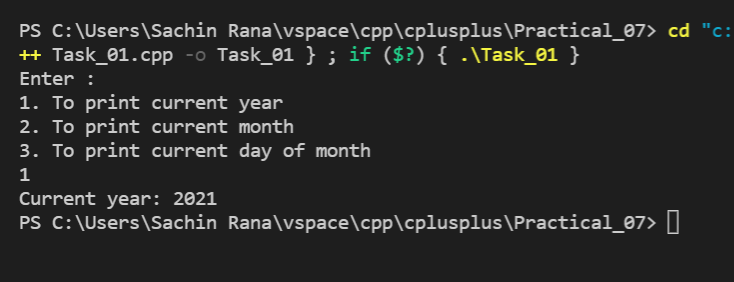 PS C:\Users\Sachin Rana\vspace\cpp\cplusplus\Practical_07> cd "c:
++ Task_01.cpp -o Task_01 } ; if ($?) { .\Task_01 }
Enter :
1. To print current year
2. To print current month
3. To print current day of month
1
Current year: 2021
PS C:\Users\Sachin Rana\vspace\cpp\cplusplus\Practical_07>